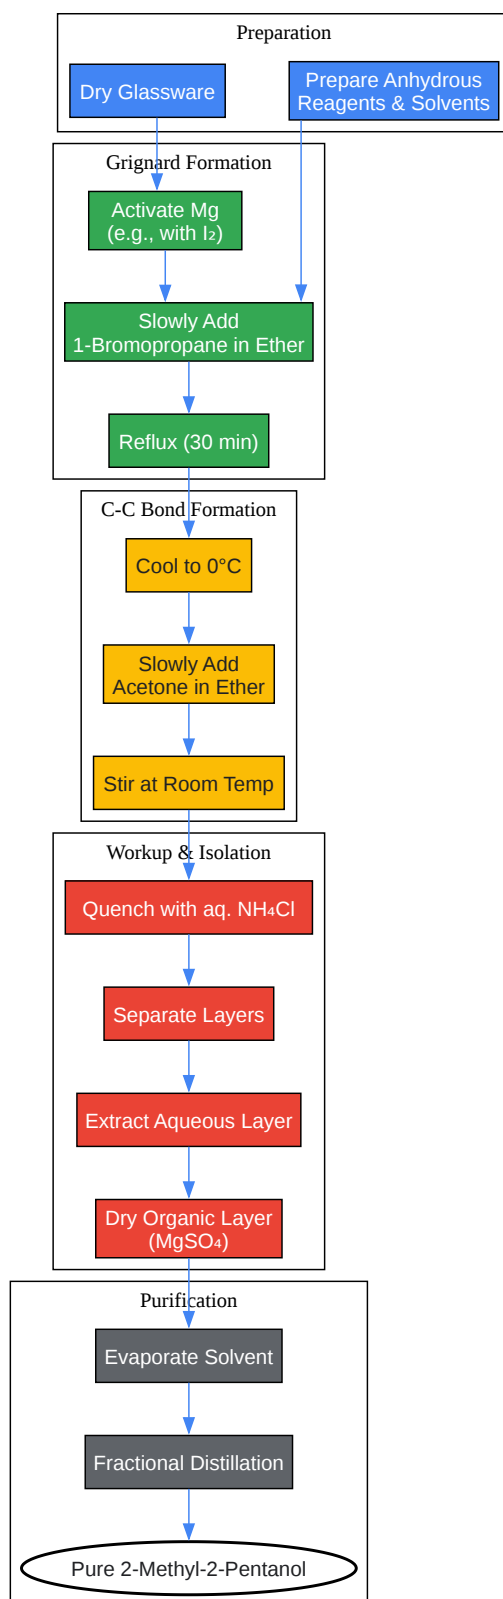 Preparation
Dry Glassware
Prepare Anhydrous
Reagents & Solvents
Grignard Formation
Activate Mg
(e.g., with I₂)
Slowly Add
1-Bromopropane in Ether
Reflux (30 min)
C-C Bond Formation
Cool to 0°C
Slowly Add
Acetone in Ether
Stir at Room Temp
Workup & Isolation
Quench with aq. NH₄Cl
Separate Layers
Extract Aqueous Layer
Dry Organic Layer
(MgSO₄)
Purification
Evaporate Solvent
Fractional Distillation
Pure 2-Methyl-2-Pentanol